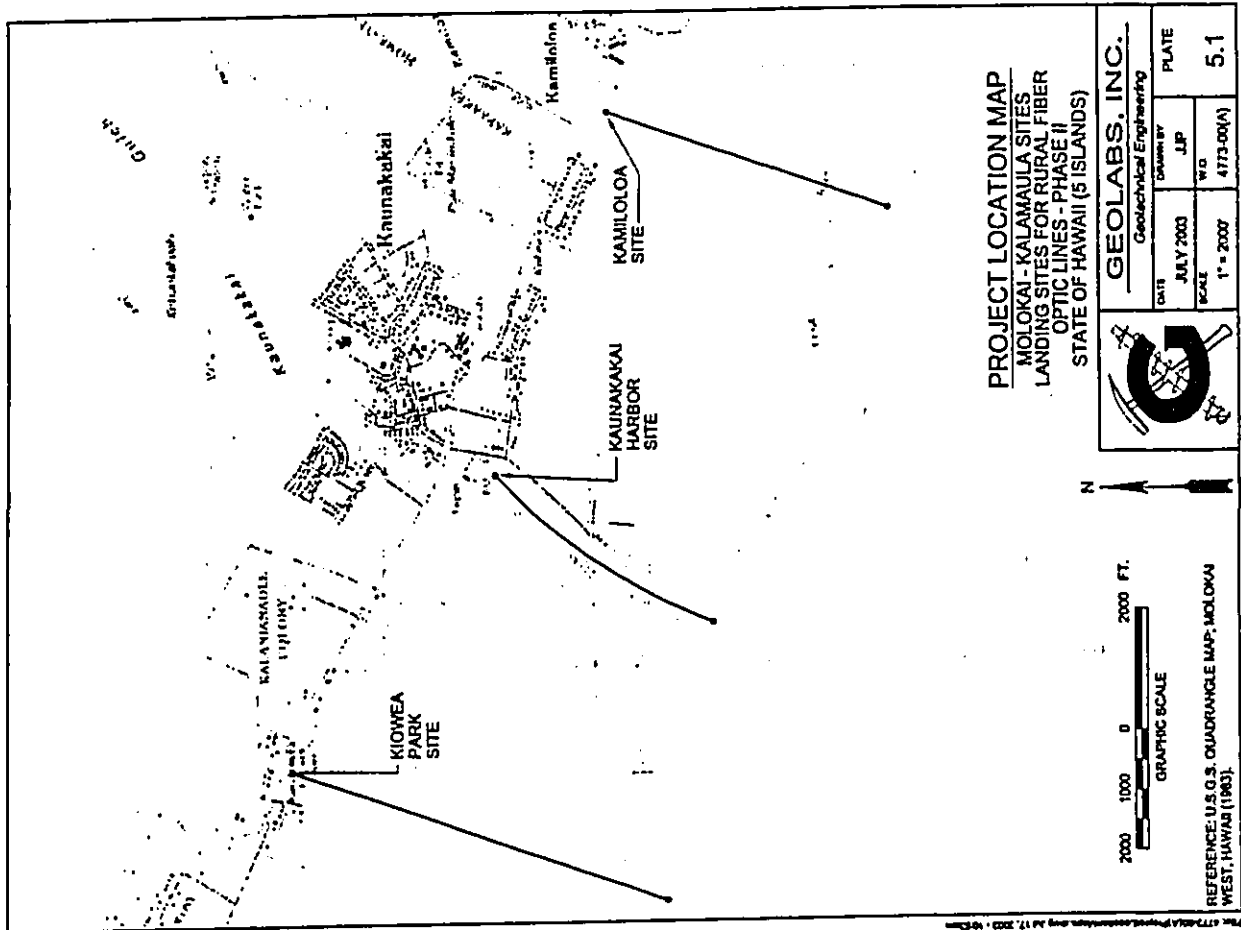 Gulch
Kaunakakai
Kaunakakai
Kamiloloa
KALANIANAOLE
COLONY
KIOWEA
PARK
SITE
KAUNAKAKAI
HARBOR
SITE
KAMILOLOA
SITE
PROJECT LOCATION MAP
MOLOKAI - KALAMAULA SITES
LANDING SITES FOR RURAL FIBER
OPTIC LINES - PHASE II
STATE OF HAWAII (5 ISLANDS)
N
2000 1000 0 2000 FT.
GRAPHIC SCALE
REFERENCE: U.S.G.S. QUADRANGLE MAP; MOLOKAI
WEST, HAWAII (1983).
GEOLABS, INC.
Geotechnical Engineering
DATE
JULY 2003
DRAWN BY
JJP
PLATE
SCALE
1" = 2000'
W.O.
4773-00(A)
5.1